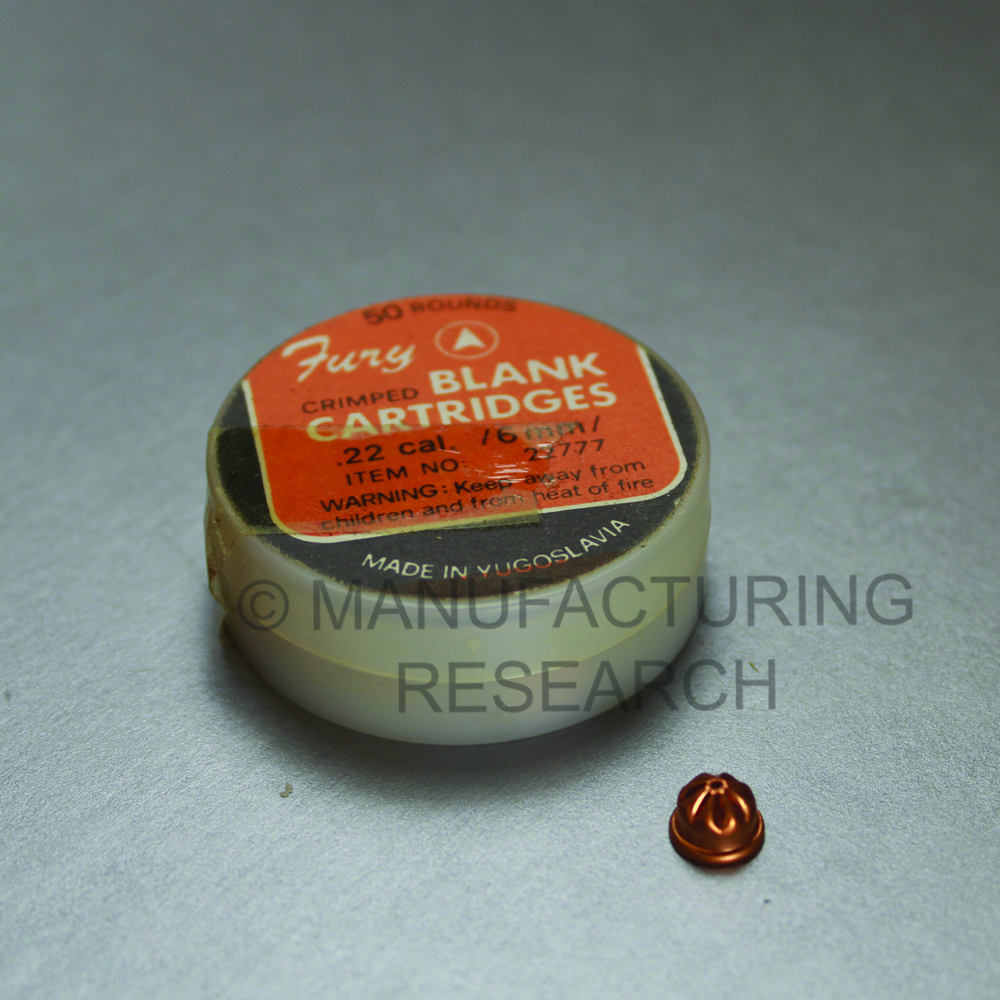 50 ROUNDS
Fury
CRIMPED BLANK
CARTRIDGES
.22 cal. /6 mm/
ITEM NO: 22777
WARNING: Keep away from
children and from heat of fire
MADE IN YUGOSLAVIA
© MANUFACTURING
RESEARCH